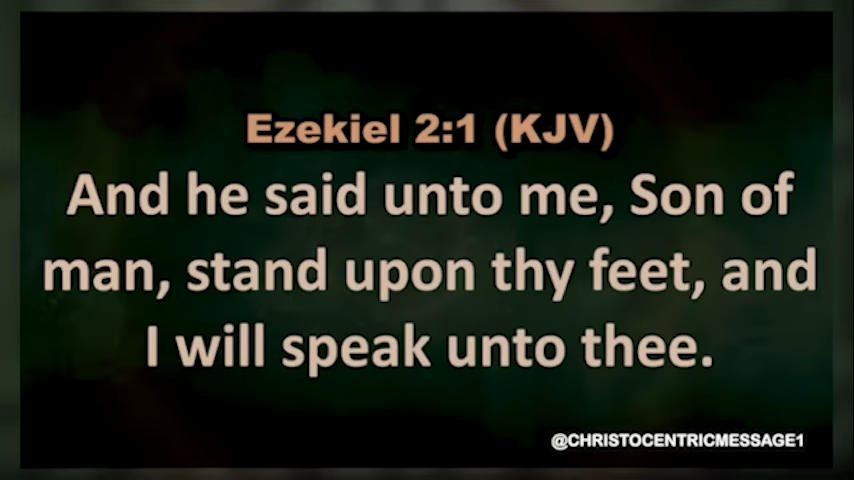 Ezekiel 2:1 (KJV)
And he said unto me, Son of
man, stand upon thy feet, and
I will speak unto thee.
@CHRISTOCENTRICMESSAGE1